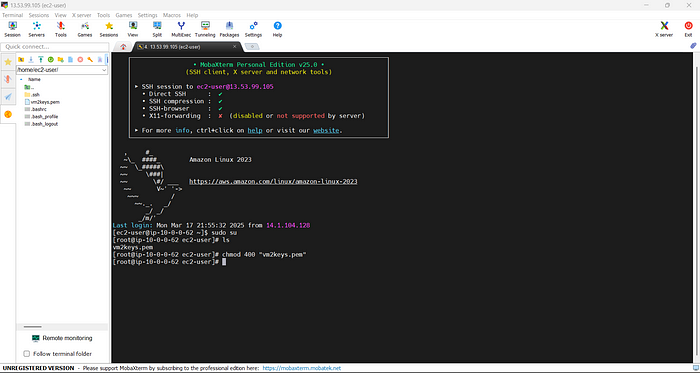 13.53.99.105 (ec2-user)
Terminal Sessions View X server Tools Games Settings Macros Help
Session Servers Tools Games Sessions View Split MultiExec Tunneling Packages Settings Help X server Exit
Quick connect...
4. 13.53.99.105 (ec2-user)
/home/ec2-user/
Name
..
.ssh
vm2keys.pem
.bashrc
.bash_profile
.bash_logout
• MobaXterm Personal Edition v25.0 •
(SSH client, X server and network tools)
▸ SSH session to ec2-user@13.53.99.105
• Direct SSH : ✓
• SSH compression : ✓
• SSH-browser : ✓
• X11-forwarding : ✗ (disabled or not supported by server)
▸ For more info, ctrl+click on help or visit our website.
Amazon Linux 2023
https://aws.amazon.com/linux/amazon-linux-2023
Last login: Mon Mar 17 21:55:32 2025 from 14.1.104.128
[ec2-user@ip-10-0-0-62 ~]$ sudo su
[root@ip-10-0-0-62 ec2-user]# ls
vm2keys.pem
[root@ip-10-0-0-62 ec2-user]# chmod 400 "vm2keys.pem"
[root@ip-10-0-0-62 ec2-user]#
Remote monitoring
Follow terminal folder
UNREGISTERED VERSION - Please support MobaXterm by subscribing to the professional edition here: https://mobaxterm.mobatek.net